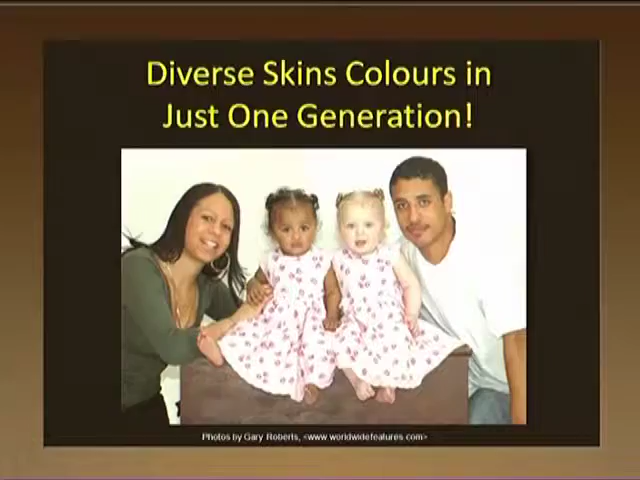 Diverse Skins Colours in
Just One Generation!
Photos by Gary Roberts, <www.worldwidefeatures.com>